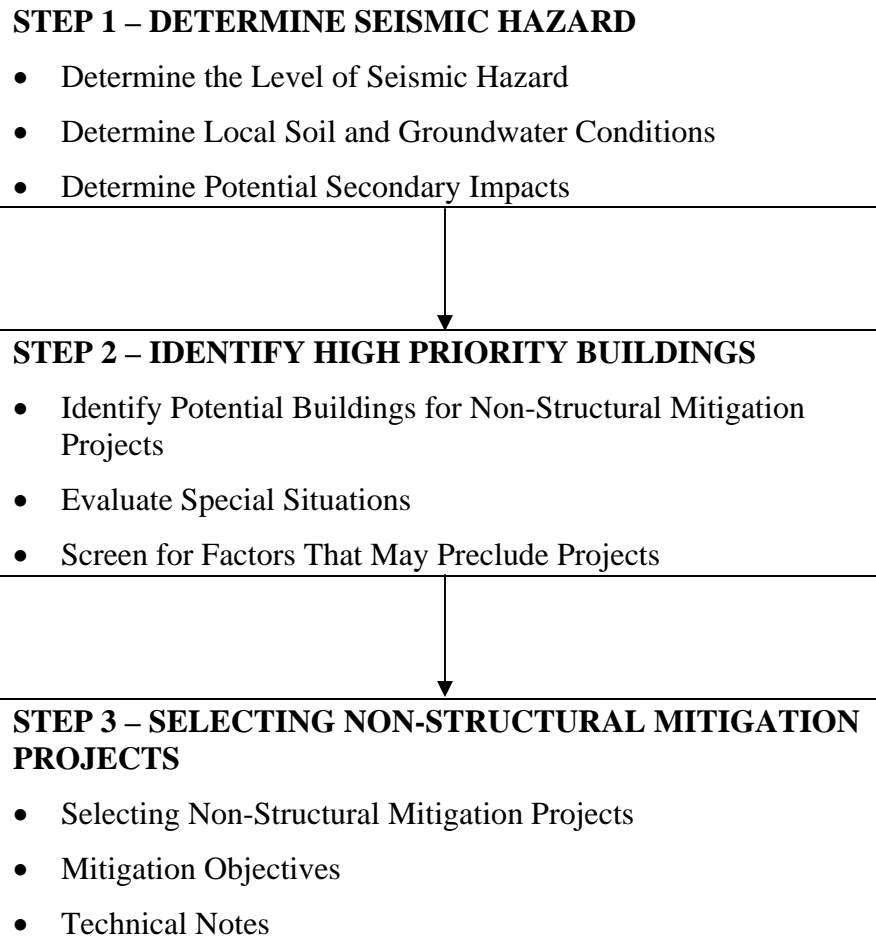 STEP 1 – DETERMINE SEISMIC HAZARD
• Determine the Level of Seismic Hazard
• Determine Local Soil and Groundwater Conditions
• Determine Potential Secondary Impacts
STEP 2 – IDENTIFY HIGH PRIORITY BUILDINGS
• Identify Potential Buildings for Non-Structural Mitigation
Projects
• Evaluate Special Situations
• Screen for Factors That May Preclude Projects
STEP 3 – SELECTING NON-STRUCTURAL MITIGATION
PROJECTS
• Selecting Non-Structural Mitigation Projects
• Mitigation Objectives
• Technical Notes